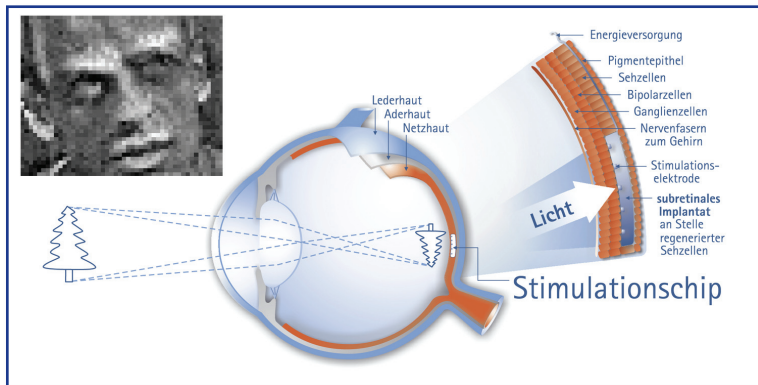 Energieversorgung
Pigmentepithel
Sehzellen
Bipolarzellen
Ganglienzellen
Nervenfasern
zum Gehirn
Stimulations-
elektrode
subretinales
Implantat
an Stelle
regenerierter
Sehzellen
Lederhaut
Aderhaut
Netzhaut
Licht
Stimulationschip